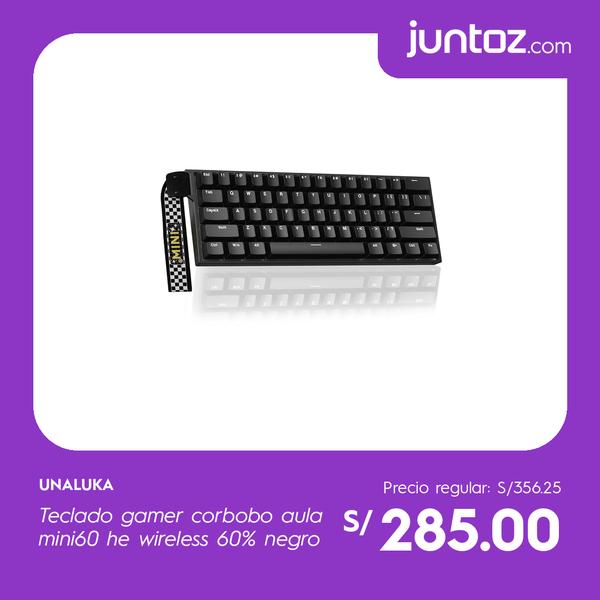 juntoz.com
MINI
UNALUKA
Precio regular: S/356.25
Teclado gamer corbobo aula
mini60 he wireless 60% negro
S/ 285.00